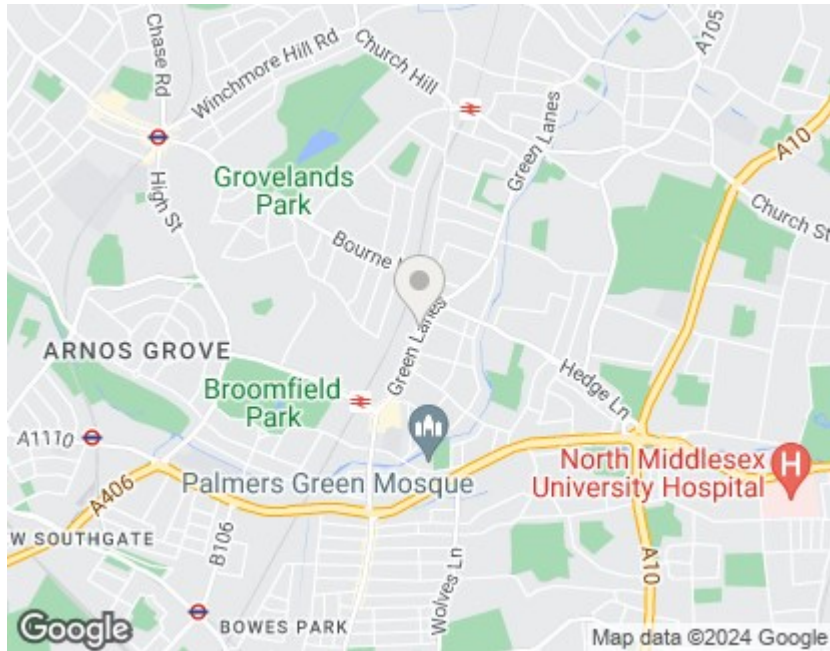 Chase Rd
Winchmore Hill Rd
Church Hill
A105
Green Lanes
A10
Grovelands
Park
High St
Church St
Bourne
Green Lanes
ARNOS GROVE
Broomfield
Park
Hedge Ln
A1110
North Middlesex
University Hospital
H
Palmers Green Mosque
A406
W SOUTHGATE
B106
Wolves Ln
A10
BOWES PARK
Google
Map data ©2024 Google